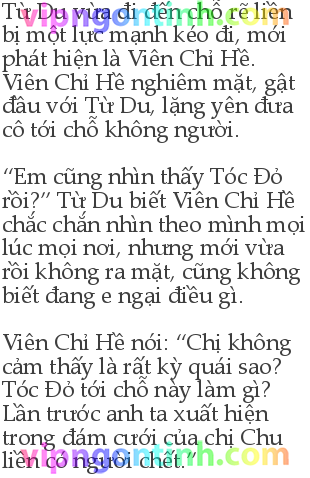 Từ Du vừa đi đến chỗ rẽ liền
vipngontinh.com
bị một lực mạnh kéo đi, mới
phát hiện là Viên Chỉ Hề.
Viên Chỉ Hề nghiêm mặt, gật
đầu với Từ Du, lặng yên đưa
cô tới chỗ không người.
“Em cũng nhìn thấy Tóc Đỏ
rồi?” Từ Du biết Viên Chỉ Hề
chắc chắn nhìn theo mình mọi
lúc mọi nơi, nhưng mới vừa
rồi không ra mặt, cũng không
biết đang e ngại điều gì.
Viên Chỉ Hề nói: “Chị không
cảm thấy là rất kỳ quái sao?
Tóc Đỏ tới chỗ này làm gì?
Lần trước anh ta xuất hiện
trong đám cưới của chị Chu
liền có người chết.”
vipngontinh.com